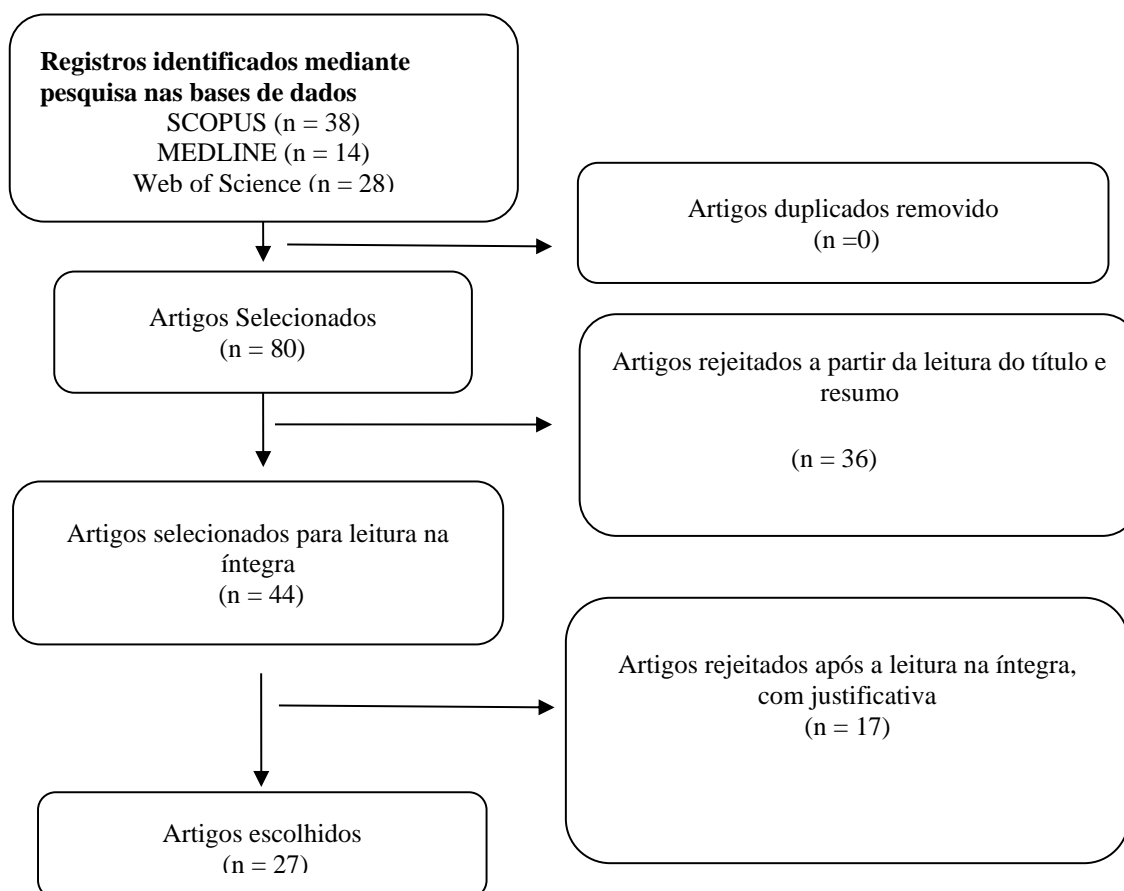 Registros identificados mediante
pesquisa nas bases de dados
SCOPUS (n = 38)
MEDLINE (n = 14)
Web of Science (n = 28)
Artigos duplicados removido
(n =0)
Artigos Selecionados
(n = 80)
Artigos rejeitados a partir da leitura do título e
resumo
(n = 36)
Artigos selecionados para leitura na
íntegra
(n = 44)
Artigos rejeitados após a leitura na íntegra,
com justificativa
(n = 17)
Artigos escolhidos
(n = 27)